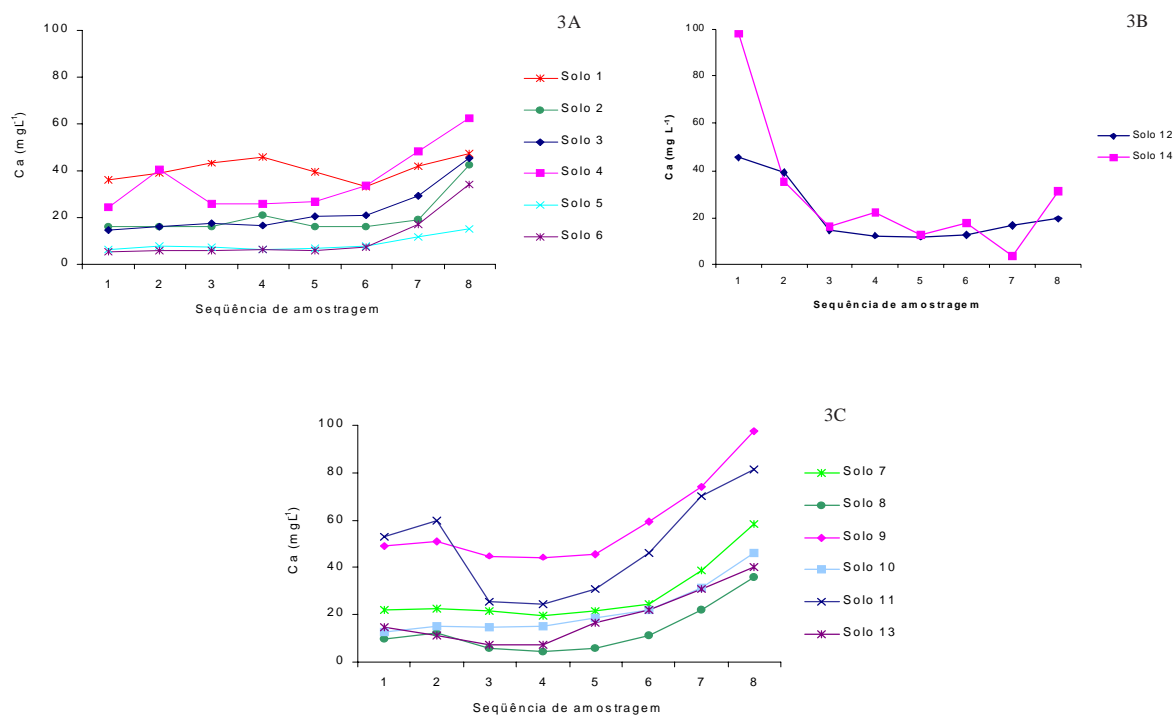 3A
100
80
60
40
20
0
Ca (mgL⁻¹)
1 2 3 4 5 6 7 8
Seqüência de amostragem
Solo 1
Solo 2
Solo 3
Solo 4
Solo 5
Solo 6
3B
100
80
60
40
20
0
Ca (mg L⁻¹)
1 2 3 4 5 6 7 8
Sequência de amostragem
Solo 12
Solo 14
3C
100
80
60
40
20
0
Ca (mgL⁻¹)
1 2 3 4 5 6 7 8
Seqüência de amostragem
Solo 7
Solo 8
Solo 9
Solo 10
Solo 11
Solo 13